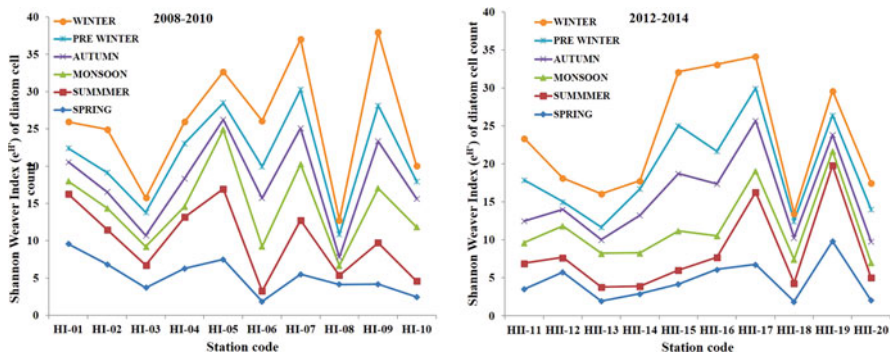 2008-2010
Shannon Weaver Index (e^H') of diatom cell count
40
35
30
25
20
15
10
5
0
WINTER
PRE WINTER
AUTUMN
MONSOON
SUMMMER
SPRING
HI-01 HI-02 HI-03 HI-04 HI-05 HI-06 HI-07 HI-08 HI-09 HI-10
Station code
2012-2014
Shannon Weaver Index (e^H') of diatom cell count
40
35
30
25
20
15
10
5
0
WINTER
PRE WINTER
AUTUMN
MONSOON
SUMMMER
SPRING
HII-11 HII-12 HII-13 HII-14 HII-15 HII-16 HII-17 HII-18 HII-19 HII-20
Station code